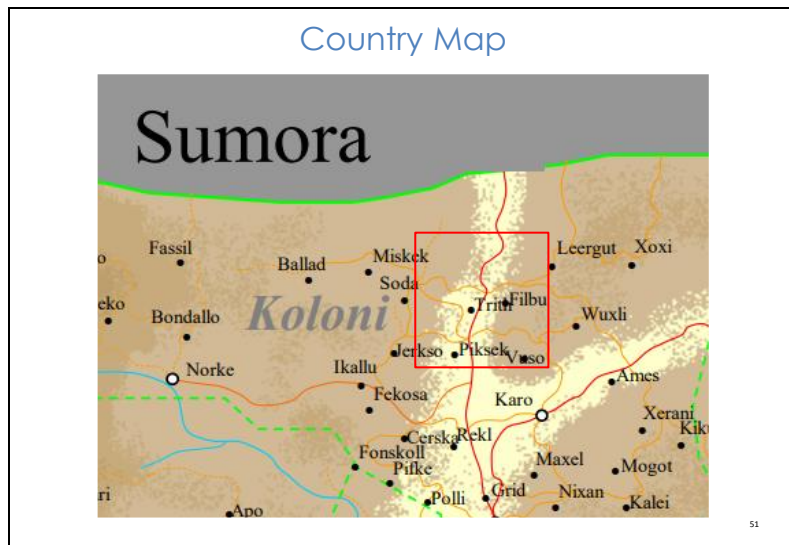 Country Map
Sumora
Fassil
Ballad
Miskek
Leergut
Xoxi
Soda
Koloni
Trith
Filbu
Bondallo
Wuxli
Jerkso
Piksek
Vuso
Norke
Ikallu
Ames
Fekosa
Karo
Xerani
Cerska
Rekl
Fonskoll
Pifke
Maxel
Mogot
Polli
Grid
Nixan
Kalei
Apo
51